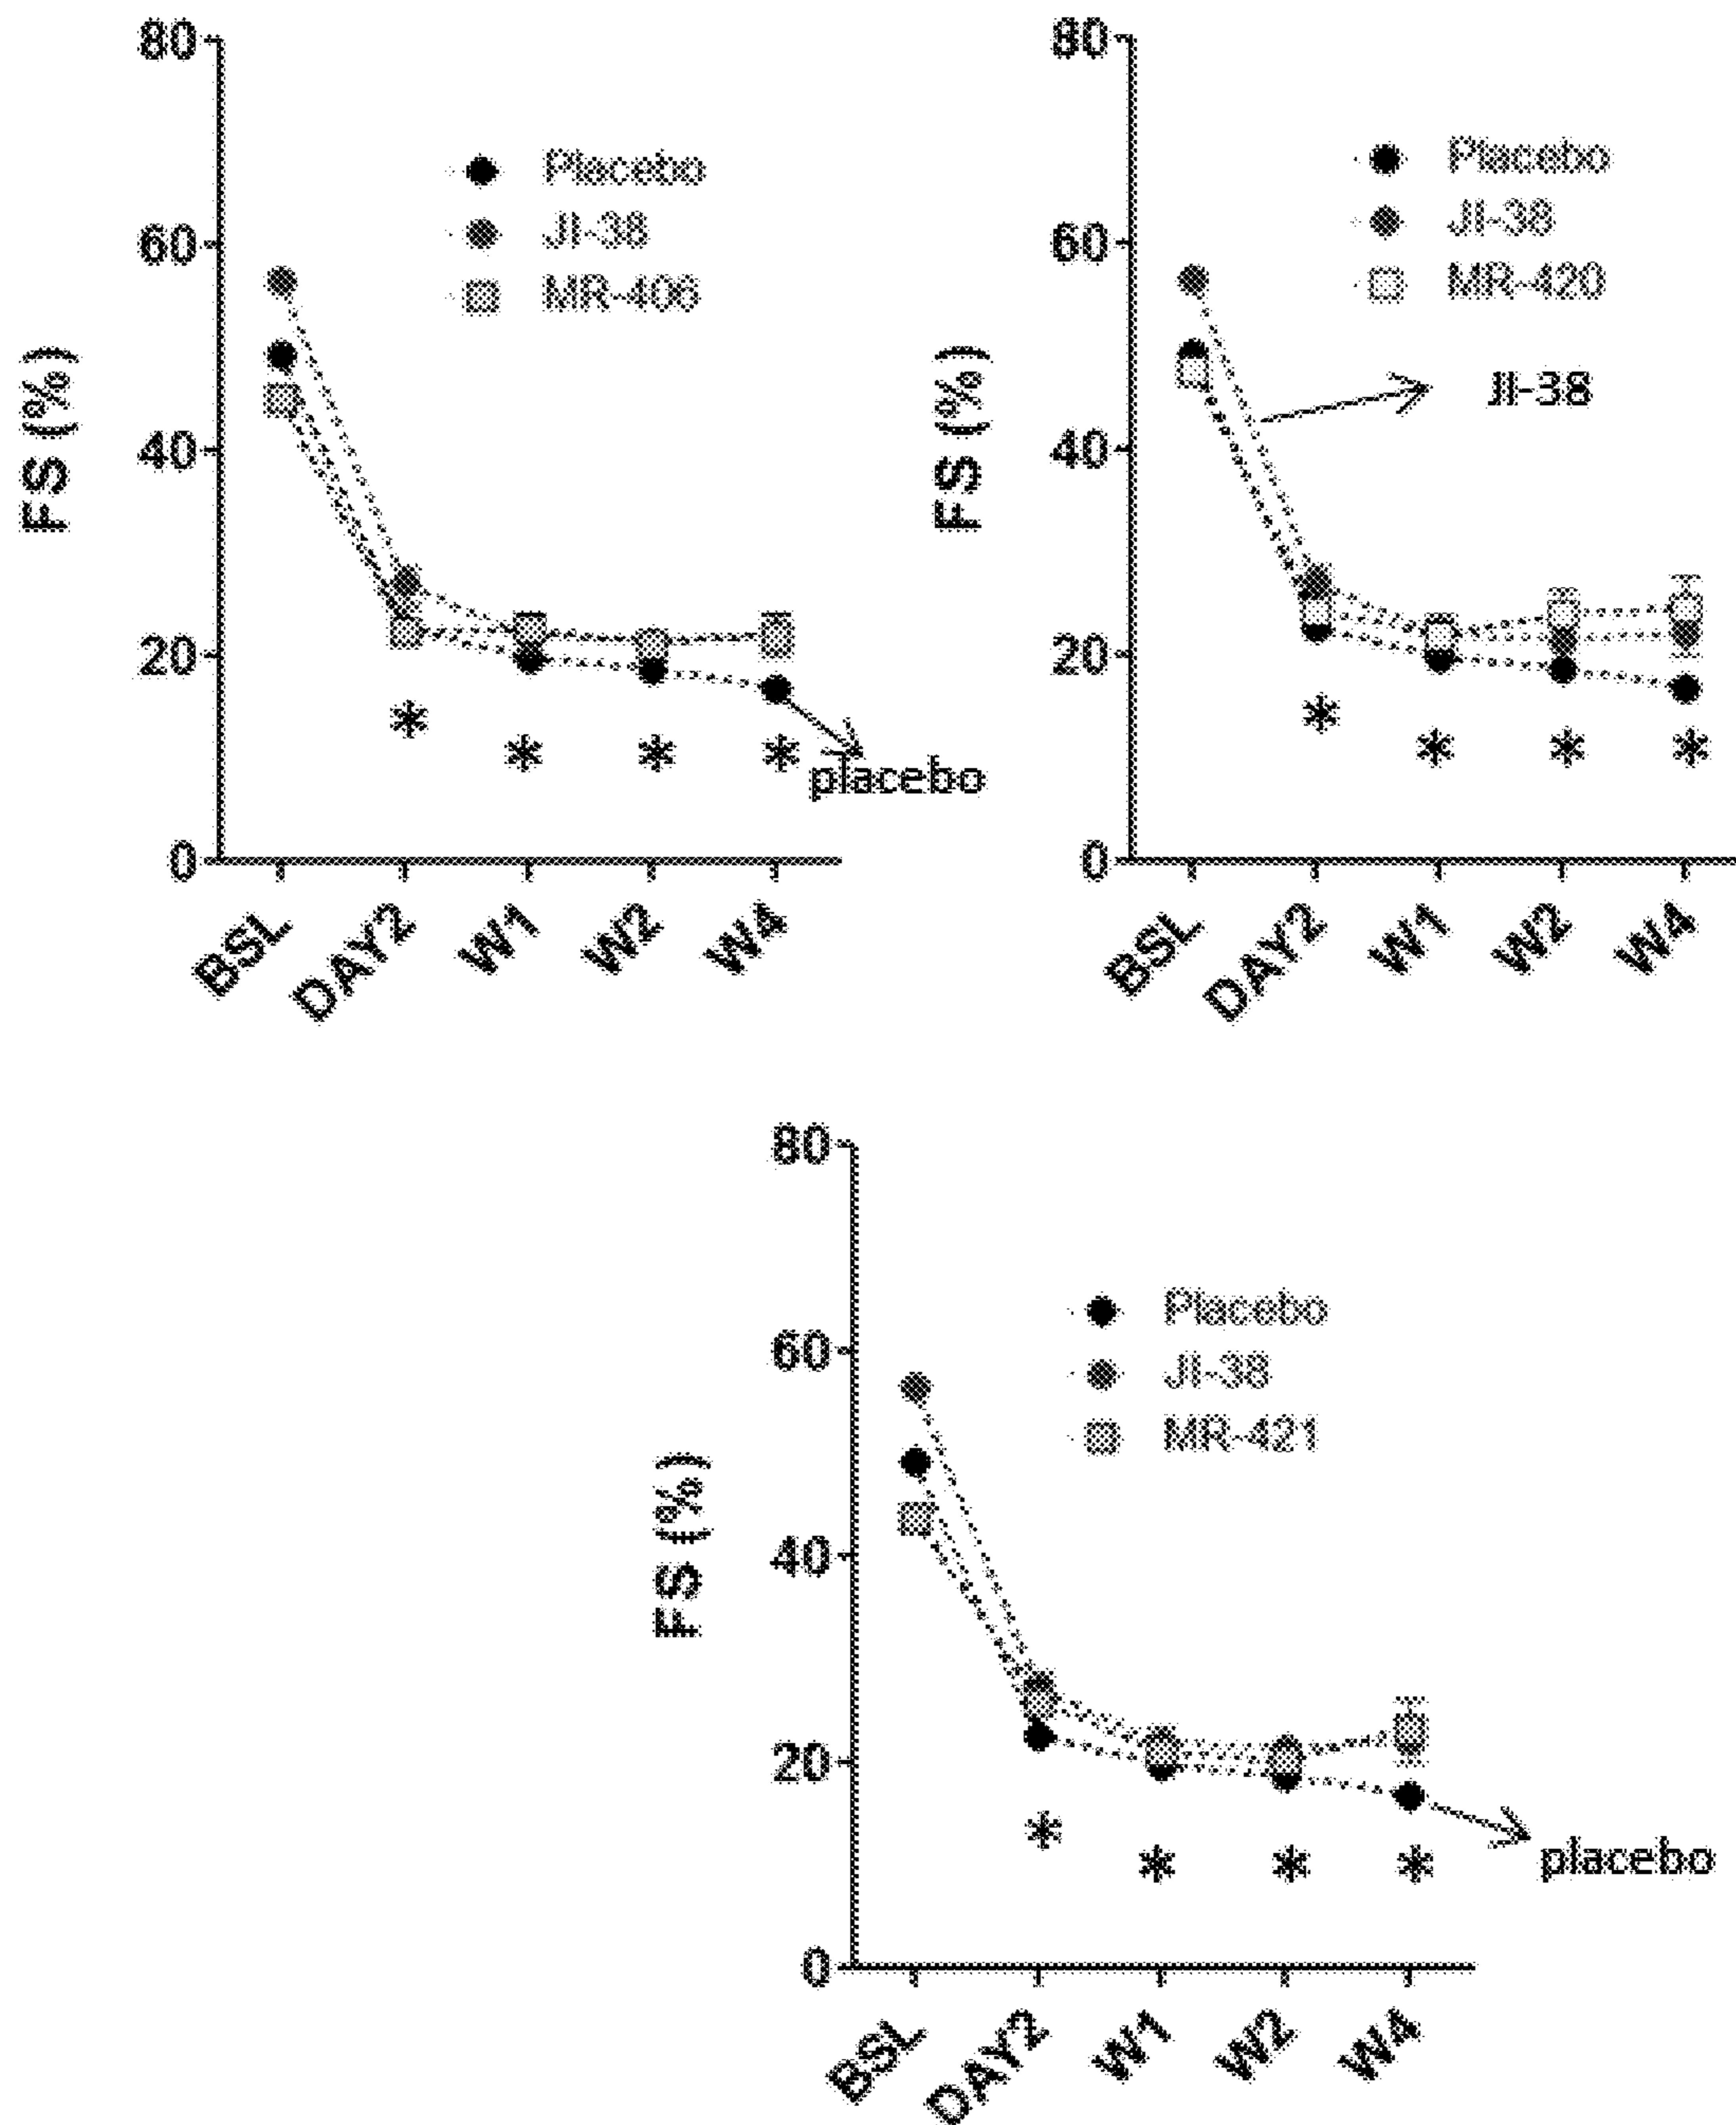 80
60
40
20
0
FS (%)
Placebo
JI-38
MR-406
* * * *
placebo
BSL DAY2 W1 W2 W4
80
60
40
20
0
FS (%)
Placebo
JI-38
MR-420
JI-38
* * * *
BSL DAY2 W1 W2 W4
80
60
40
20
0
FS (%)
Placebo
JI-38
MR-421
* * * *
placebo
BSL DAY2 W1 W2 W4